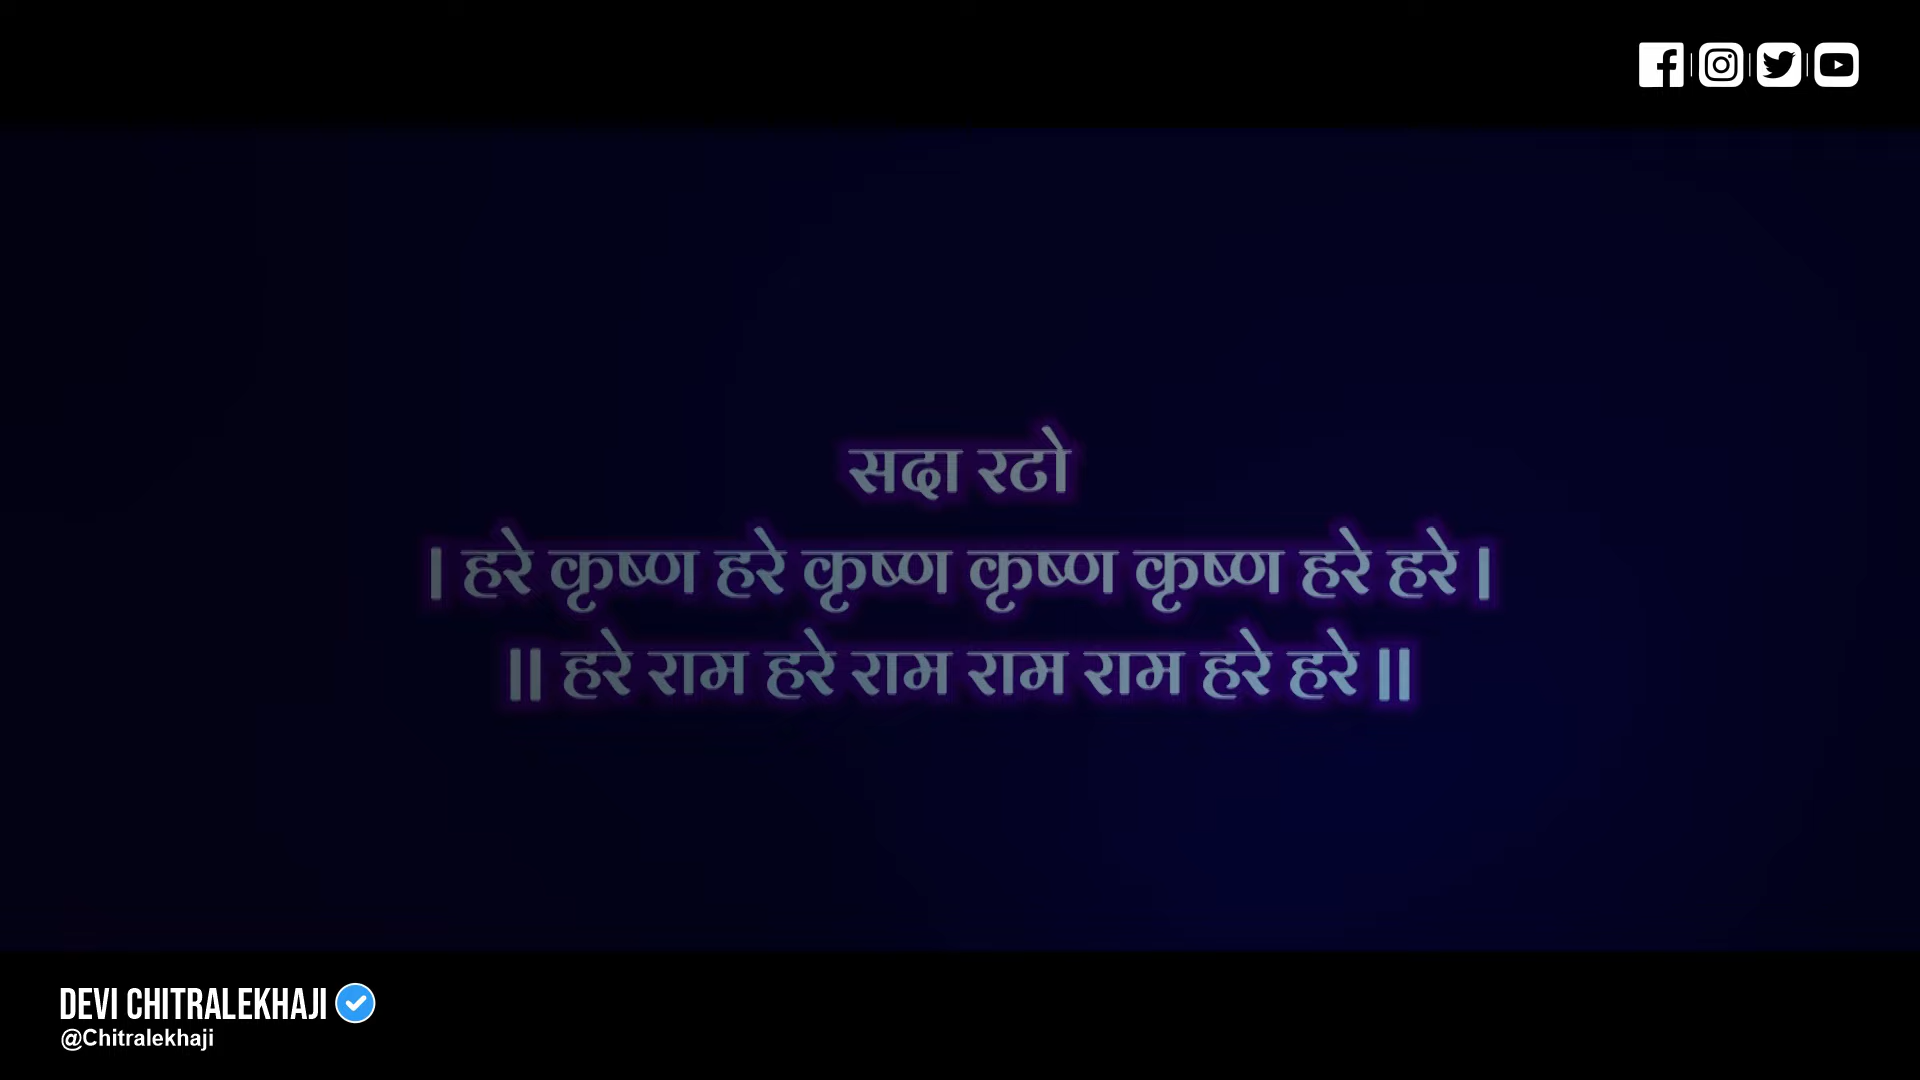 सदा रटो
| हरे कृष्ण हरे कृष्ण कृष्ण कृष्ण हरे हरे |
|| हरे राम हरे राम राम राम हरे हरे ||
DEVI CHITRALEKHAJI
@Chitralekhaji